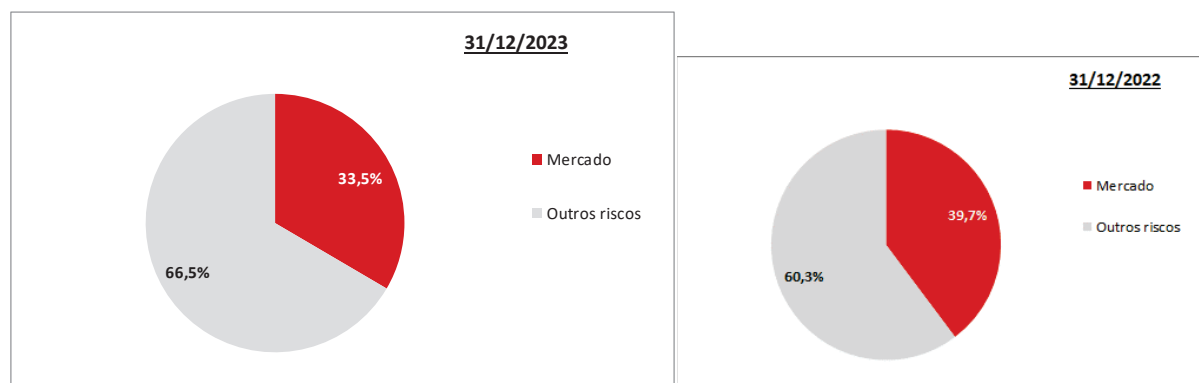 31/12/2023
Mercado
33,5%
Outros riscos
66,5%
31/12/2022
Mercado
39,7%
Outros riscos
60,3%